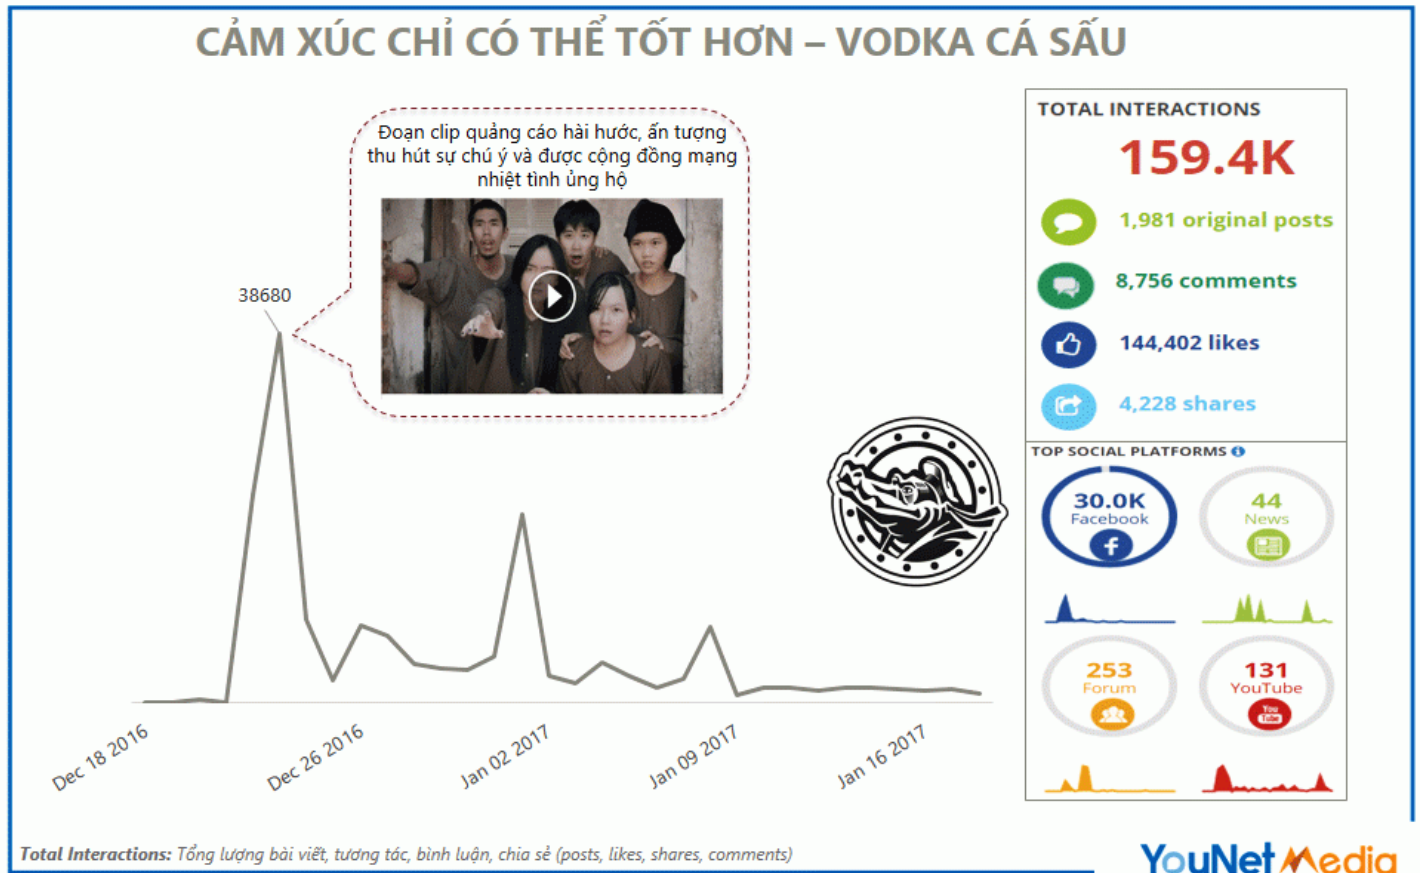 CẢM XÚC CHỈ CÓ THỂ TỐT HƠN – VODKA CÁ SẤU
Đoạn clip quảng cáo hài hước, ấn tượng
thu hút sự chú ý và được cộng đồng mạng
nhiệt tình ủng hộ
38680
Dec 18 2016
Dec 26 2016
Jan 02 2017
Jan 09 2017
Jan 16 2017
TOTAL INTERACTIONS
159.4K
1,981 original posts
8,756 comments
144,402 likes
4,228 shares
TOP SOCIAL PLATFORMS
30.0K
Facebook
44
News
253
Forum
131
YouTube
You
Tube
Total Interactions: Tổng lượng bài viết, tương tác, bình luận, chia sẻ (posts, likes, shares, comments)
YouNet Media